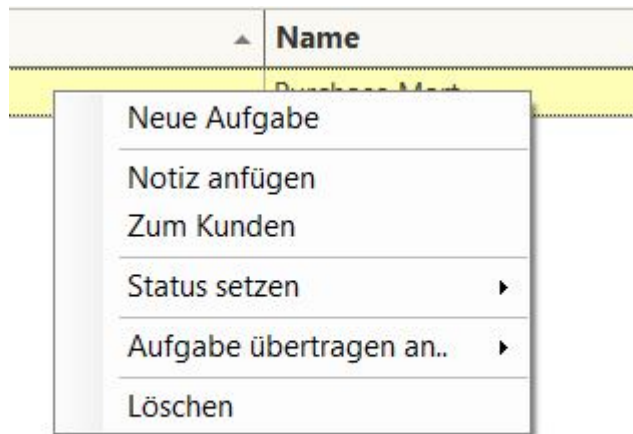 Name
Neue Aufgabe
Notiz anfügen
Zum Kunden
Status setzen
Aufgabe übertragen an..
Löschen